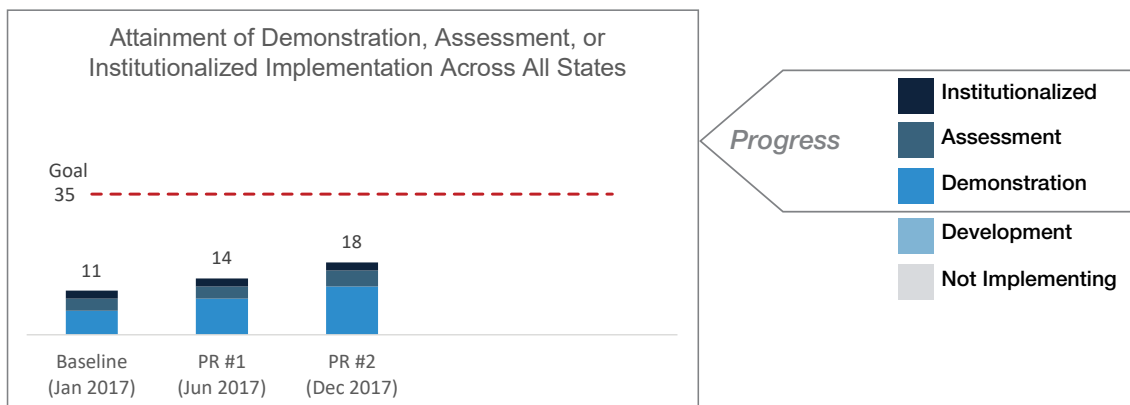 Attainment of Demonstration, Assessment, or
Institutionalized Implementation Across All States
Goal
35
11
14
18
Baseline
(Jan 2017)
PR #1
(Jun 2017)
PR #2
(Dec 2017)
Progress
Institutionalized
Assessment
Demonstration
Development
Not Implementing